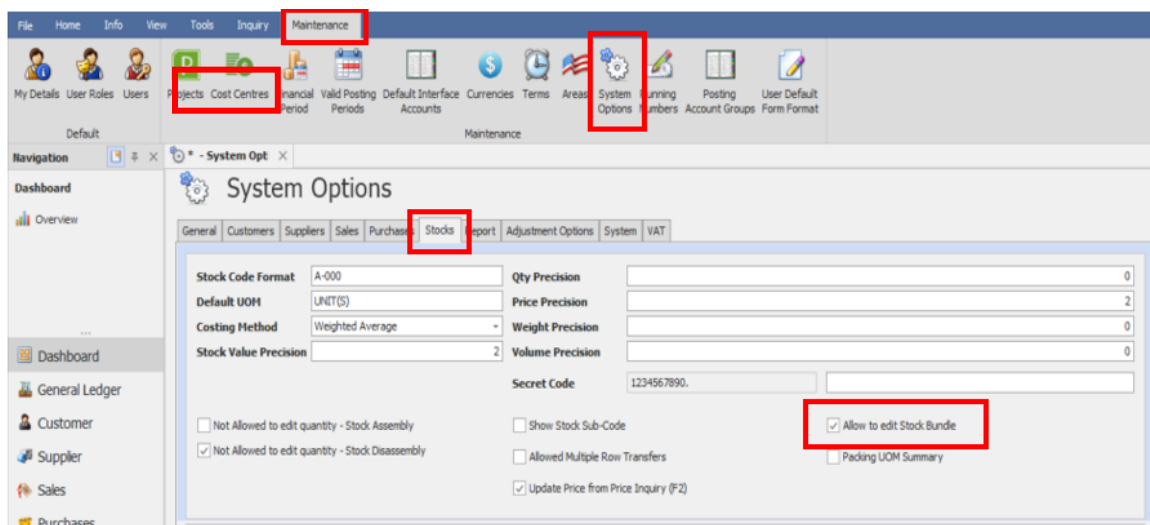 File Home Info View Tools Inquiry Maintenance
My Details User Roles Users Projects Cost Centres Financial Period Valid Posting Periods Default Interface Accounts Currencies Terms Areas System Options Running Numbers Posting Account Groups User Default Form Format
Default Maintenance
Navigation * - System Opt
Dashboard
System Options
Overview
General Customers Suppliers Sales Purchases Stocks Report Adjustment Options System VAT
Stock Code Format A-000 Qty Precision 0
Default UOM UNIT(S) Price Precision 2
Costing Method Weighted Average Weight Precision 0
Stock Value Precision 2 Volume Precision 0
Secret Code 1234567890.
Dashboard
General Ledger
Customer
Supplier
Sales
Purchases
Not Allowed to edit quantity - Stock Assembly Show Stock Sub-Code Allow to edit Stock Bundle
Not Allowed to edit quantity - Stock Disassembly Allowed Multiple Row Transfers Packing UOM Summary
Update Price from Price Inquiry (F2)